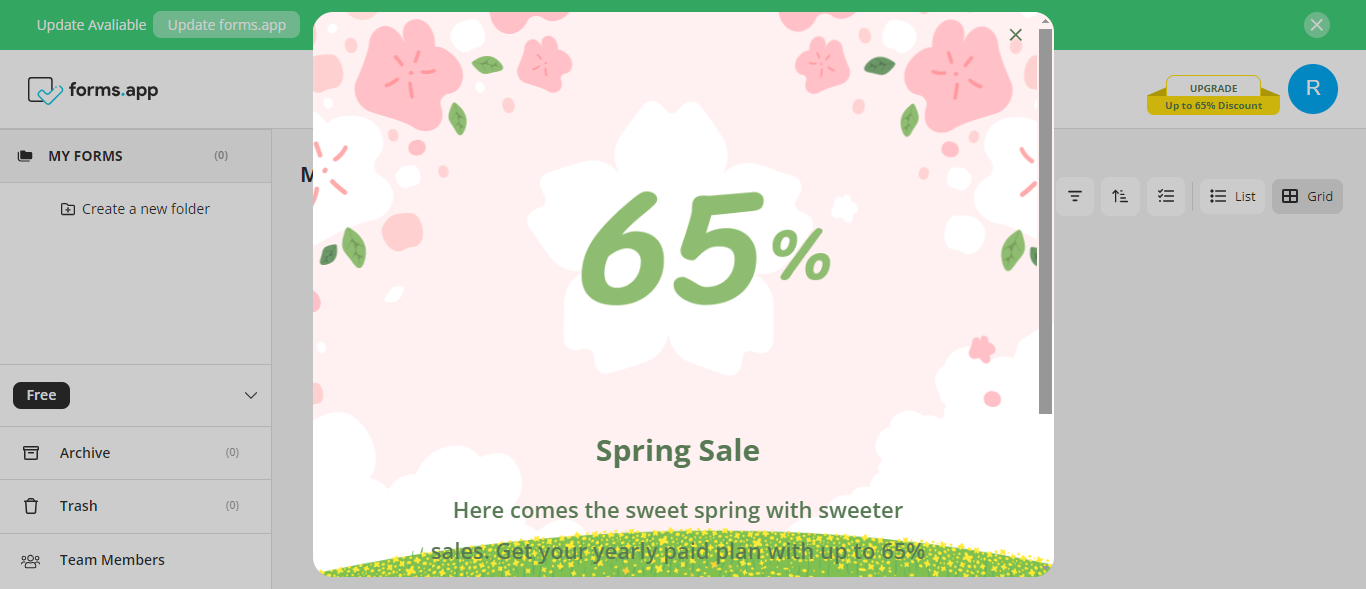 Update Avaliable Update forms.app
forms.app
UPGRADE
Up to 65% Discount
R
MY FORMS (0)
Create a new folder
M
List
Grid
65%
Free
Archive (0)
Trash (0)
Team Members
Spring Sale
Here comes the sweet spring with sweeter
sales. Get your yearly paid plan with up to 65%